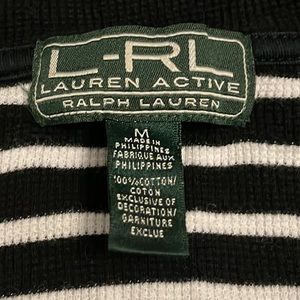 L-RL
LAUREN ACTIVE
RALPH LAUREN
M
MADE IN
PHILIPPINES
FABRIQUE AUX
PHILIPPINES
100%COTTON/
COTON
EXCLUSIVE OF
DECORATION/
GARNITURE
EXCLUE